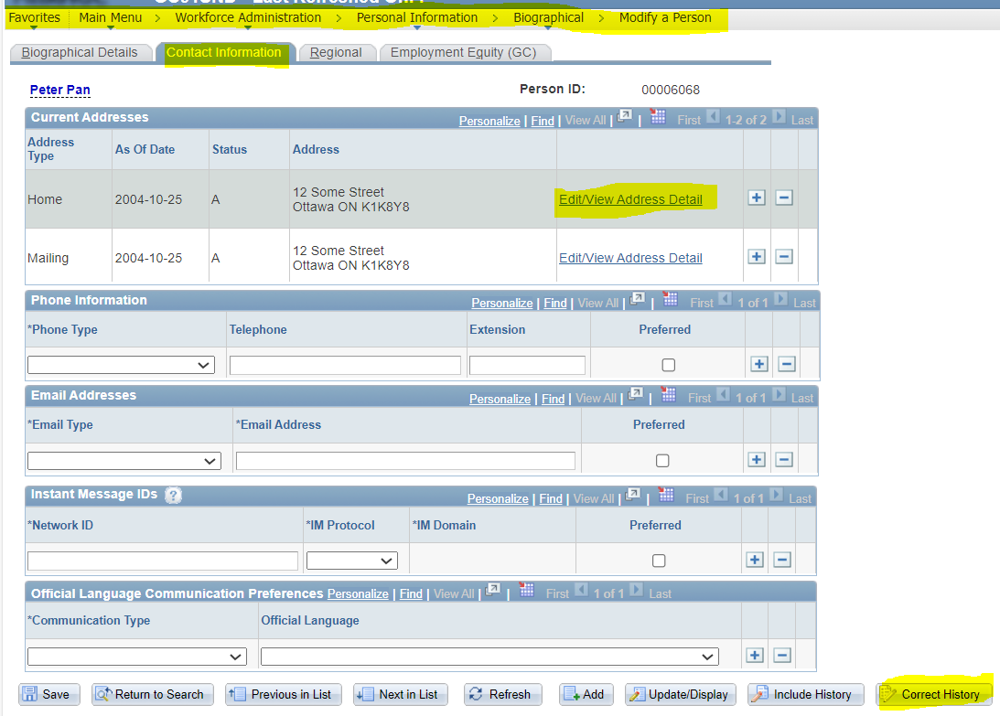 Favorites Main Menu > Workforce Administration > Personal Information > Biographical > Modify a Person
Biographical Details Contact Information Regional Employment Equity (GC)
Peter Pan Person ID: 00006068
Current Addresses Personalize | Find | View All | First 1-2 of 2 Last
Address Type As Of Date Status Address
Home 2004-10-25 A 12 Some Street Edit/View Address Detail
Ottawa ON K1K8Y8
Mailing 2004-10-25 A 12 Some Street Edit/View Address Detail
Ottawa ON K1K8Y8
Phone Information Personalize | Find | View All | First 1 of 1 Last
*Phone Type Telephone Extension Preferred
Email Addresses Personalize | Find | View All | First 1 of 1 Last
*Email Type *Email Address Preferred
Instant Message IDs ? Personalize | Find | View All | First 1 of 1 Last
*Network ID *IM Protocol *IM Domain Preferred
Official Language Communication Preferences Personalize | Find | View All | First 1 of 1 Last
*Communication Type Official Language
Save Return to Search Previous in List Next in List Refresh Add Update/Display Include History Correct History